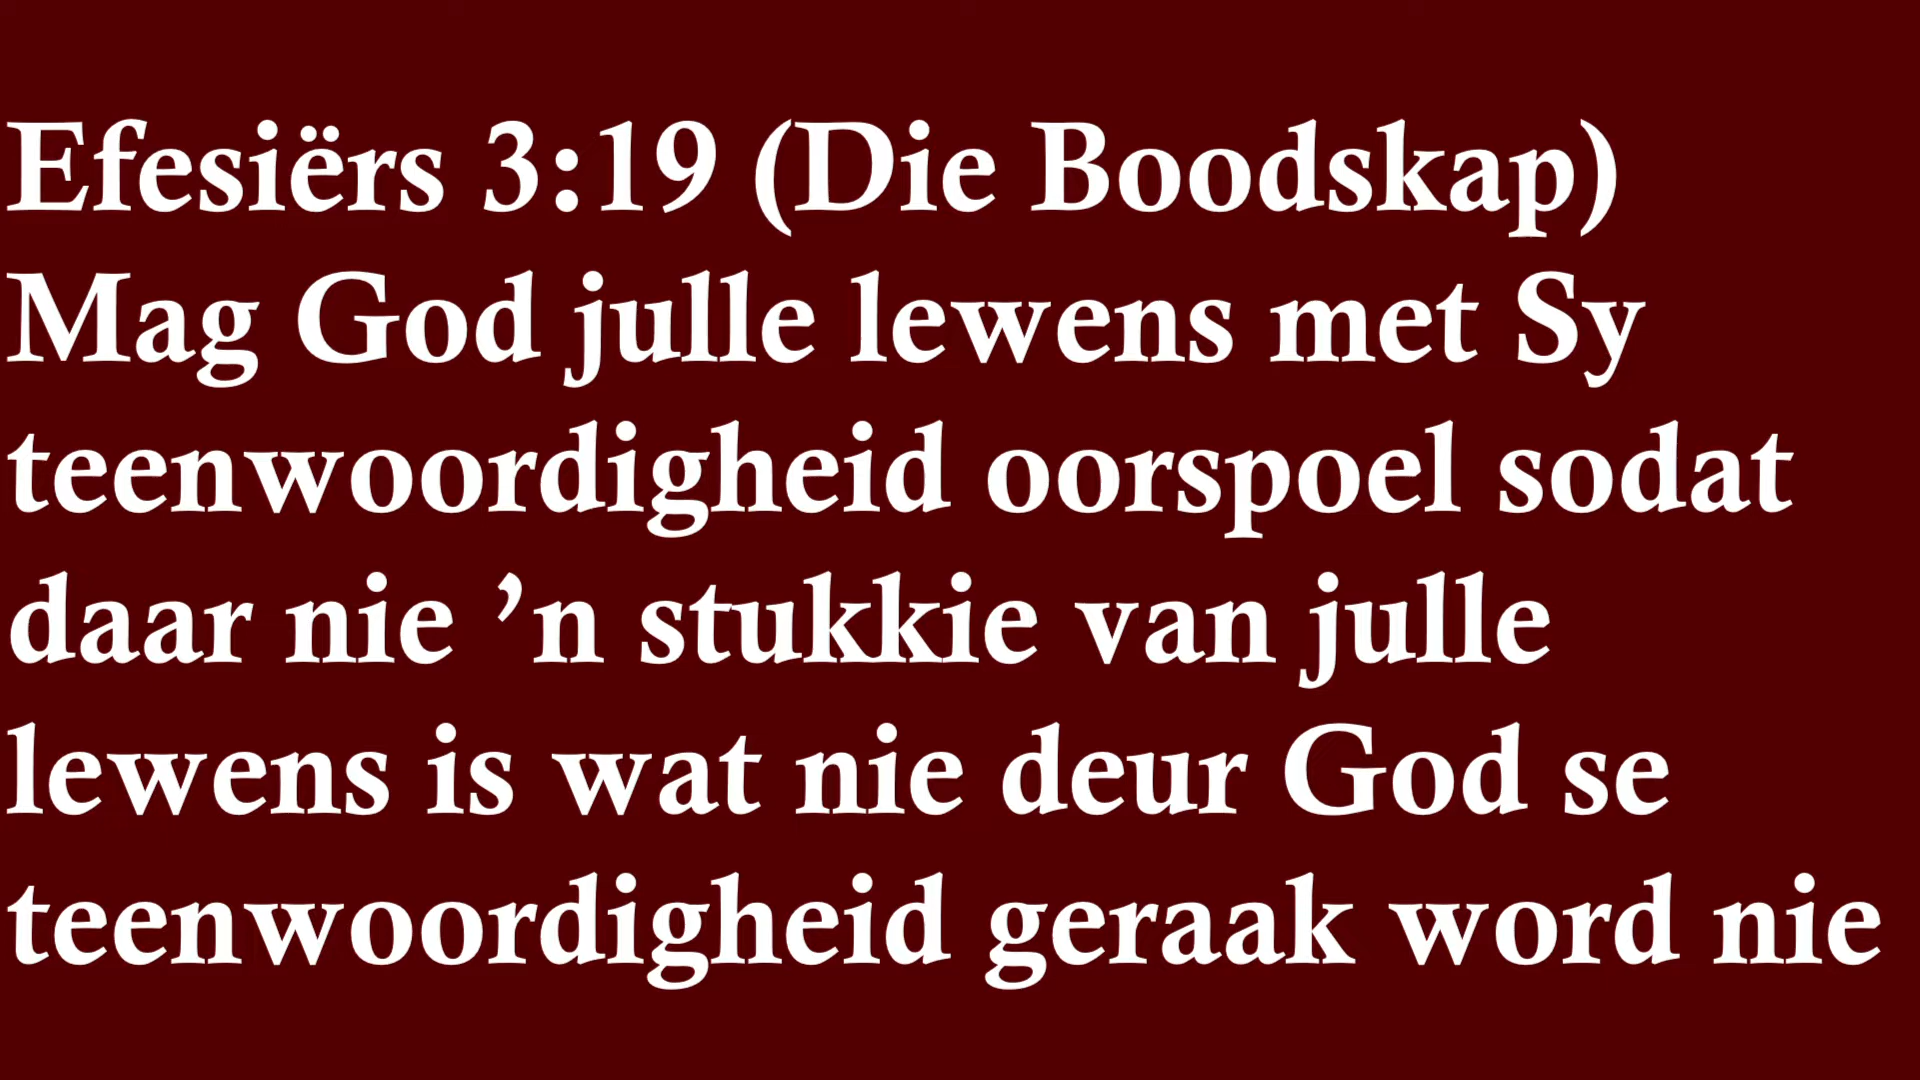 Efesiërs 3:19 (Die Boodskap)
Mag God julle lewens met Sy
teenwoordigheid oorspoel sodat
daar nie ’n stukkie van julle
lewens is wat nie deur God se
teenwoordigheid geraak word nie